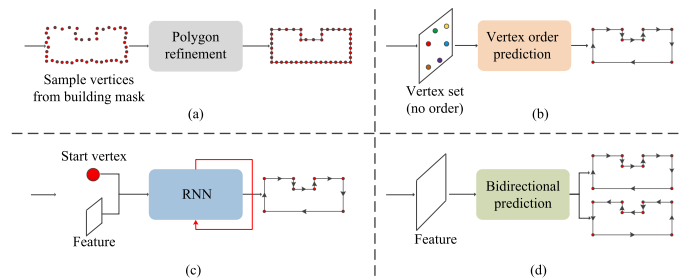 Polygon
refinement
Sample vertices
from building mask
(a)
Vertex order
prediction
Vertex set
(no order)
(b)
Start vertex
RNN
Feature
(c)
Bidirectional
prediction
Feature
(d)